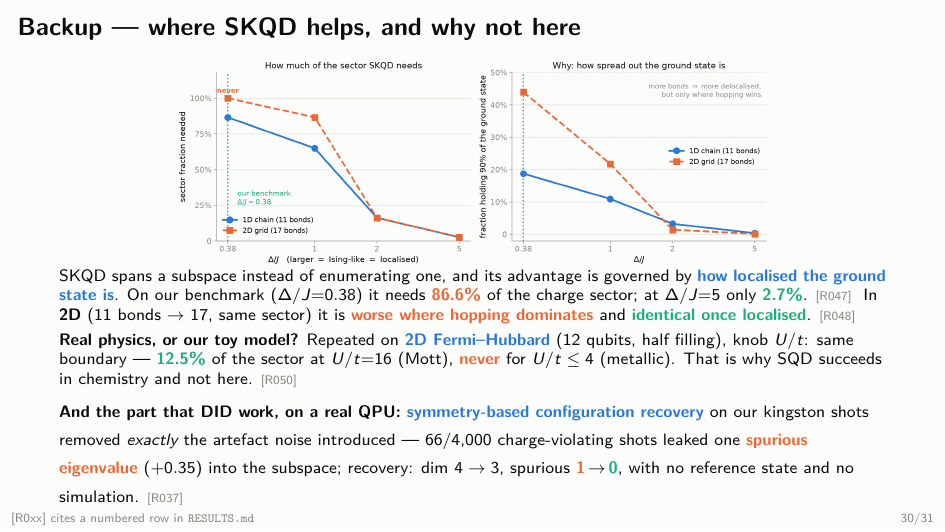 Backup — where SKQD helps, and why not here
How much of the sector SKQD needs
never
100%
75%
50%
25%
0
sector fraction needed
our benchmark
Δ/J = 0.38
1D chain (11 bonds)
2D grid (17 bonds)
0.38
1
2
5
Δ/J (larger = Ising-like = localised)
Why: how spread out the ground state is
50%
40%
30%
20%
10%
0
fraction holding 90% of the ground state
more bonds ⇒ more delocalised,
but only where hopping wins
1D chain (11 bonds)
2D grid (17 bonds)
0.38
1
2
5
Δ/J
SKQD spans a subspace instead of enumerating one, and its advantage is governed by how localised the ground
state is. On our benchmark (Δ/J=0.38) it needs 86.6% of the charge sector; at Δ/J=5 only 2.7%. [R047] In
2D (11 bonds → 17, same sector) it is worse where hopping dominates and identical once localised. [R048]
Real physics, or our toy model? Repeated on 2D Fermi–Hubbard (12 qubits, half filling), knob U/t: same
boundary — 12.5% of the sector at U/t=16 (Mott), never for U/t ≤ 4 (metallic). That is why SQD succeeds
in chemistry and not here. [R050]
And the part that DID work, on a real QPU: symmetry-based configuration recovery on our kingston shots
removed exactly the artefact noise introduced — 66/4,000 charge-violating shots leaked one spurious
eigenvalue (+0.35) into the subspace; recovery: dim 4 → 3, spurious 1 → 0, with no reference state and no
simulation. [R037]
[R0xx] cites a numbered row in RESULTS.md
30/31